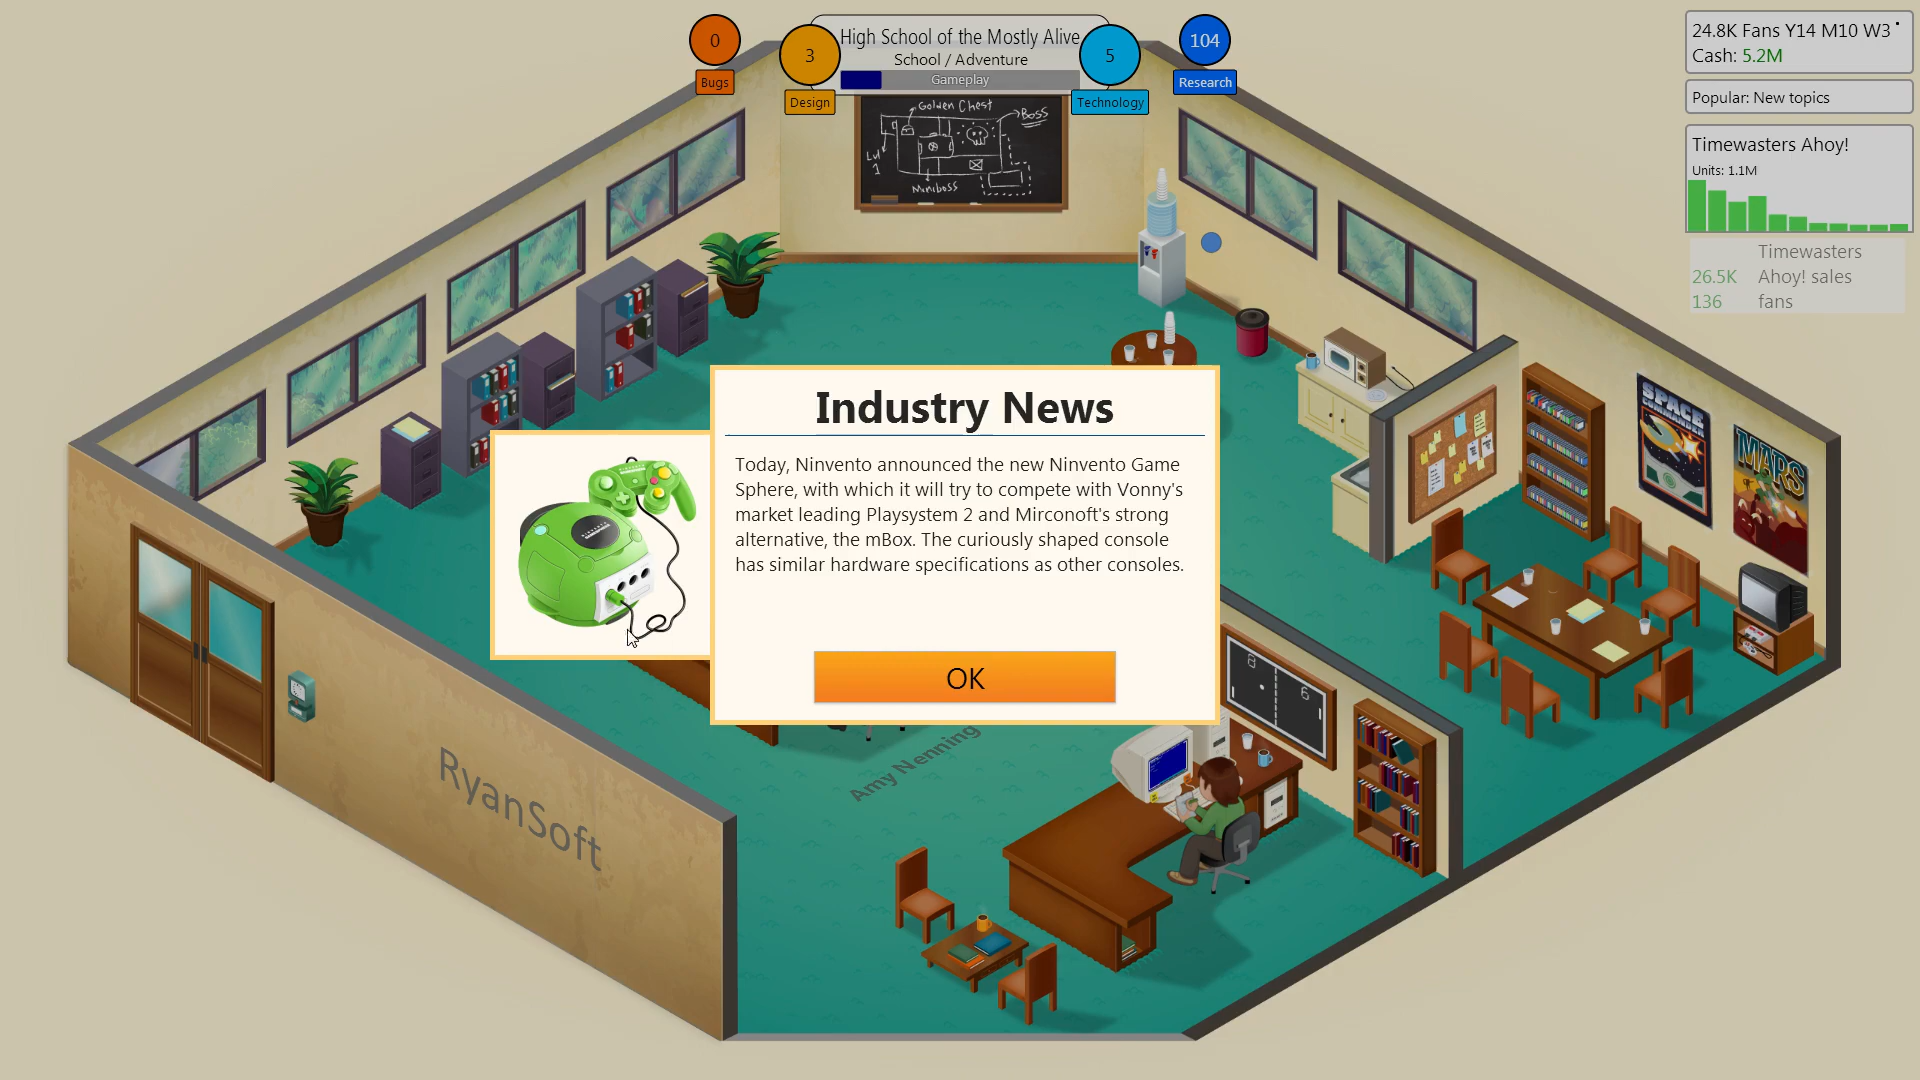 0
Bugs
3
Design
High School of the Mostly Alive
School / Adventure
Gameplay
5
Technology
104
Research
24.8K Fans Y14 M10 W3
Cash: 5.2M
Popular: New topics
Timewasters Ahoy!
Units: 1.1M
26.5K Timewasters Ahoy! sales
136 fans
Golden Chest
Boss
Lvl
1
Miniboss
SPACE
MARS
Industry News
Today, Ninvento announced the new Ninvento Game
Sphere, with which it will try to compete with Vonny's
market leading Playsystem 2 and Mirconoft's strong
alternative, the mBox. The curiously shaped console
has similar hardware specifications as other consoles.
OK
0
6
Amy Nenning
RyanSoft